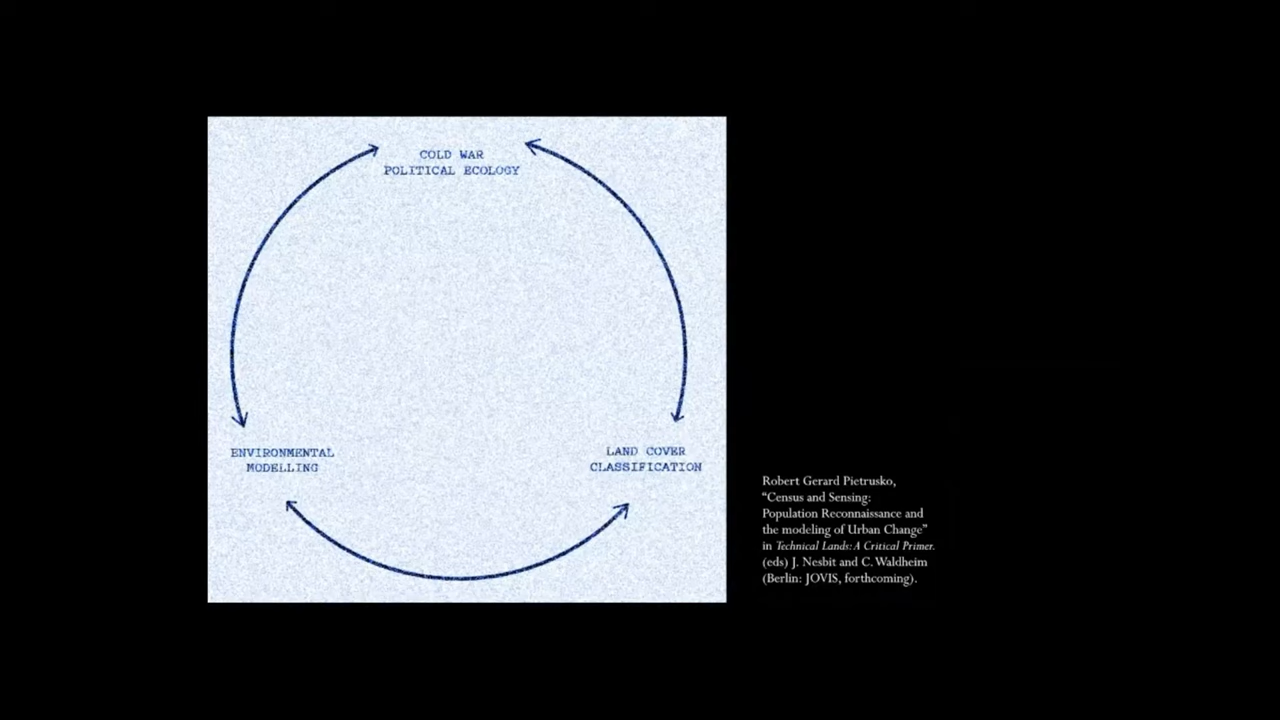 COLD WAR
POLITICAL ECOLOGY
ENVIRONMENTAL
MODELLING
LAND COVER
CLASSIFICATION
Robert Gerard Pietrusko,
“Census and Sensing:
Population Reconnaissance and
the modeling of Urban Change”
in Technical Lands: A Critical Primer.
(eds) J. Nesbit and C. Waldheim
(Berlin: JOVIS, forthcoming).